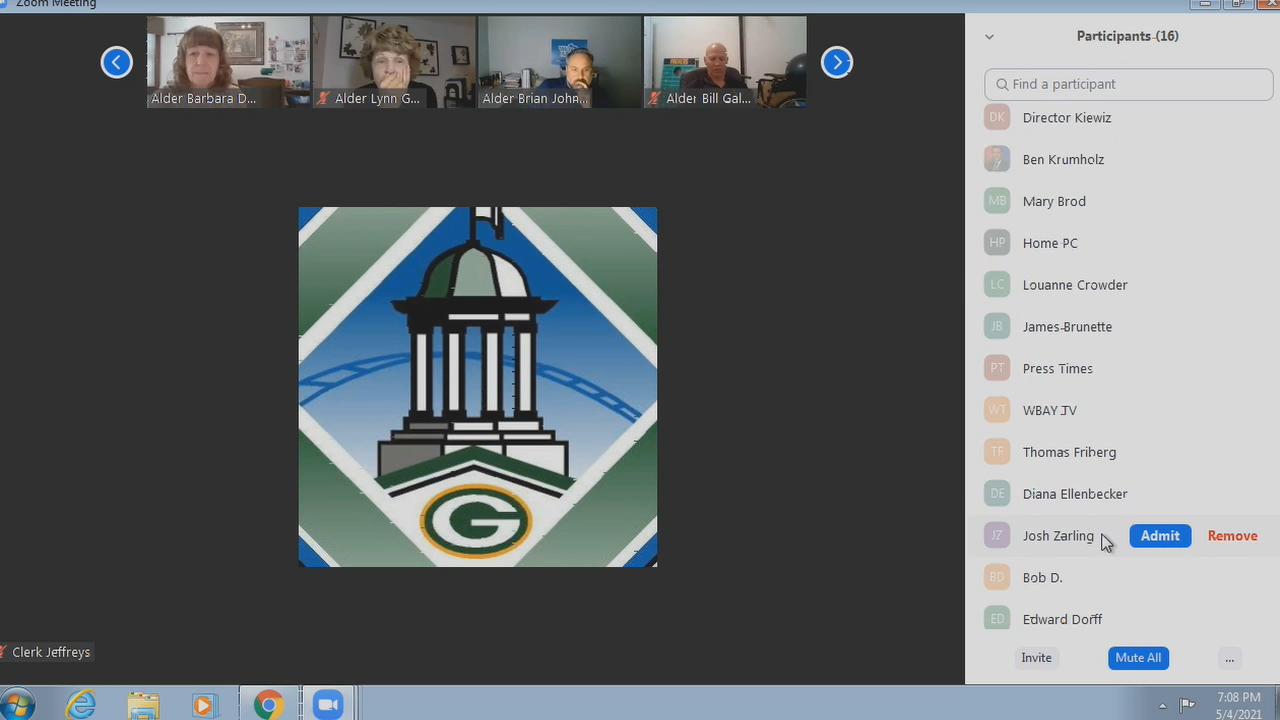 Zoom Meeting
Alder Barbara D...
Alder Lynn G...
Alder Brian John...
Alder Bill Gal...
G
Clerk Jeffreys
Participants (16)
Find a participant
DK Director Kiewiz
Ben Krumholz
MB Mary Brod
HP Home PC
LC Louanne Crowder
JB James Brunette
PT Press Times
WT WBAY TV
TF Thomas Friberg
DE Diana Ellenbecker
JZ Josh Zarling Admit Remove
BD Bob D.
ED Edward Dorff
Invite Mute All ...
7:08 PM
5/4/2021